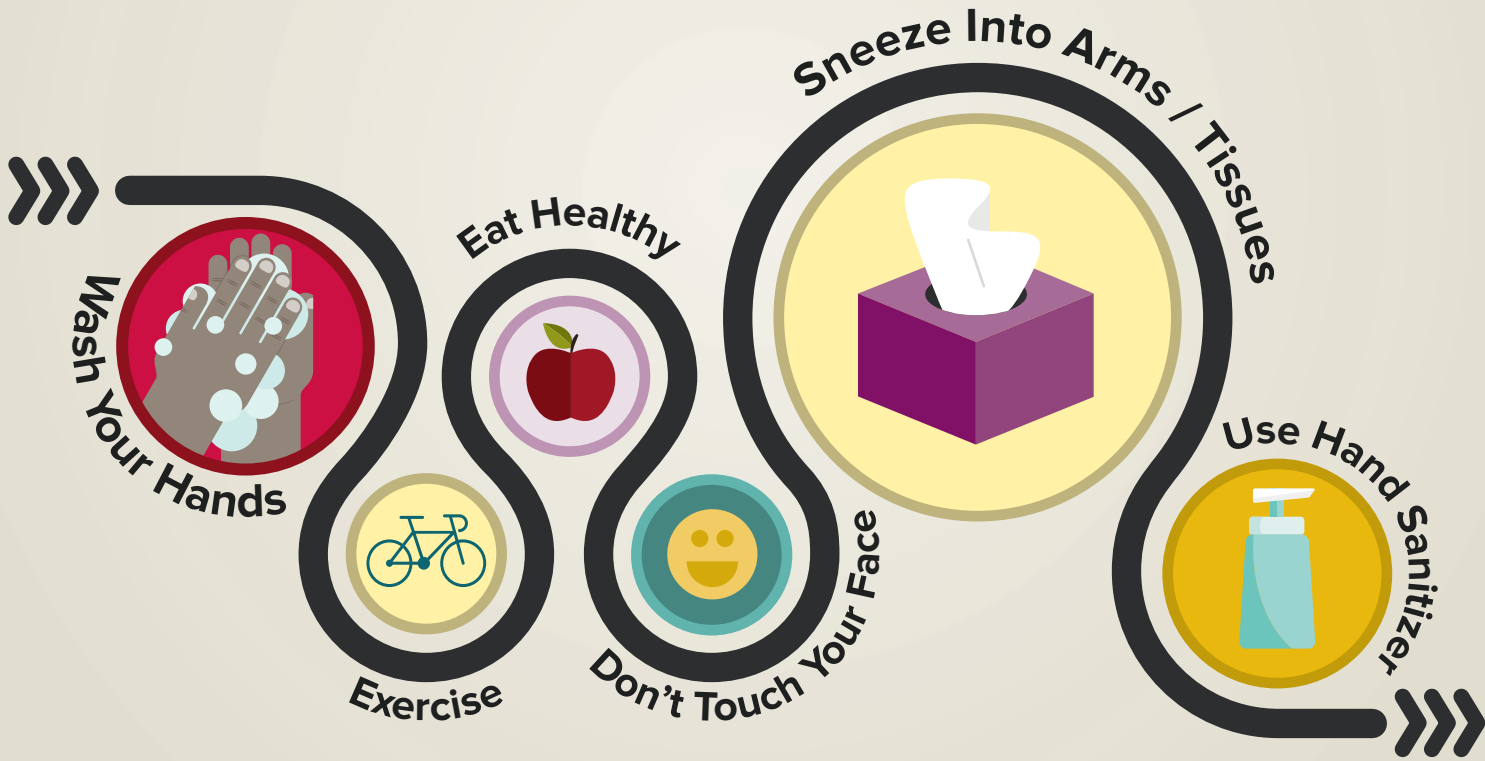 Wash Your Hands
Exercise
Eat Healthy
Don't Touch Your Face
Sneeze Into Arms / Tissues
Use Hand Sanitizer